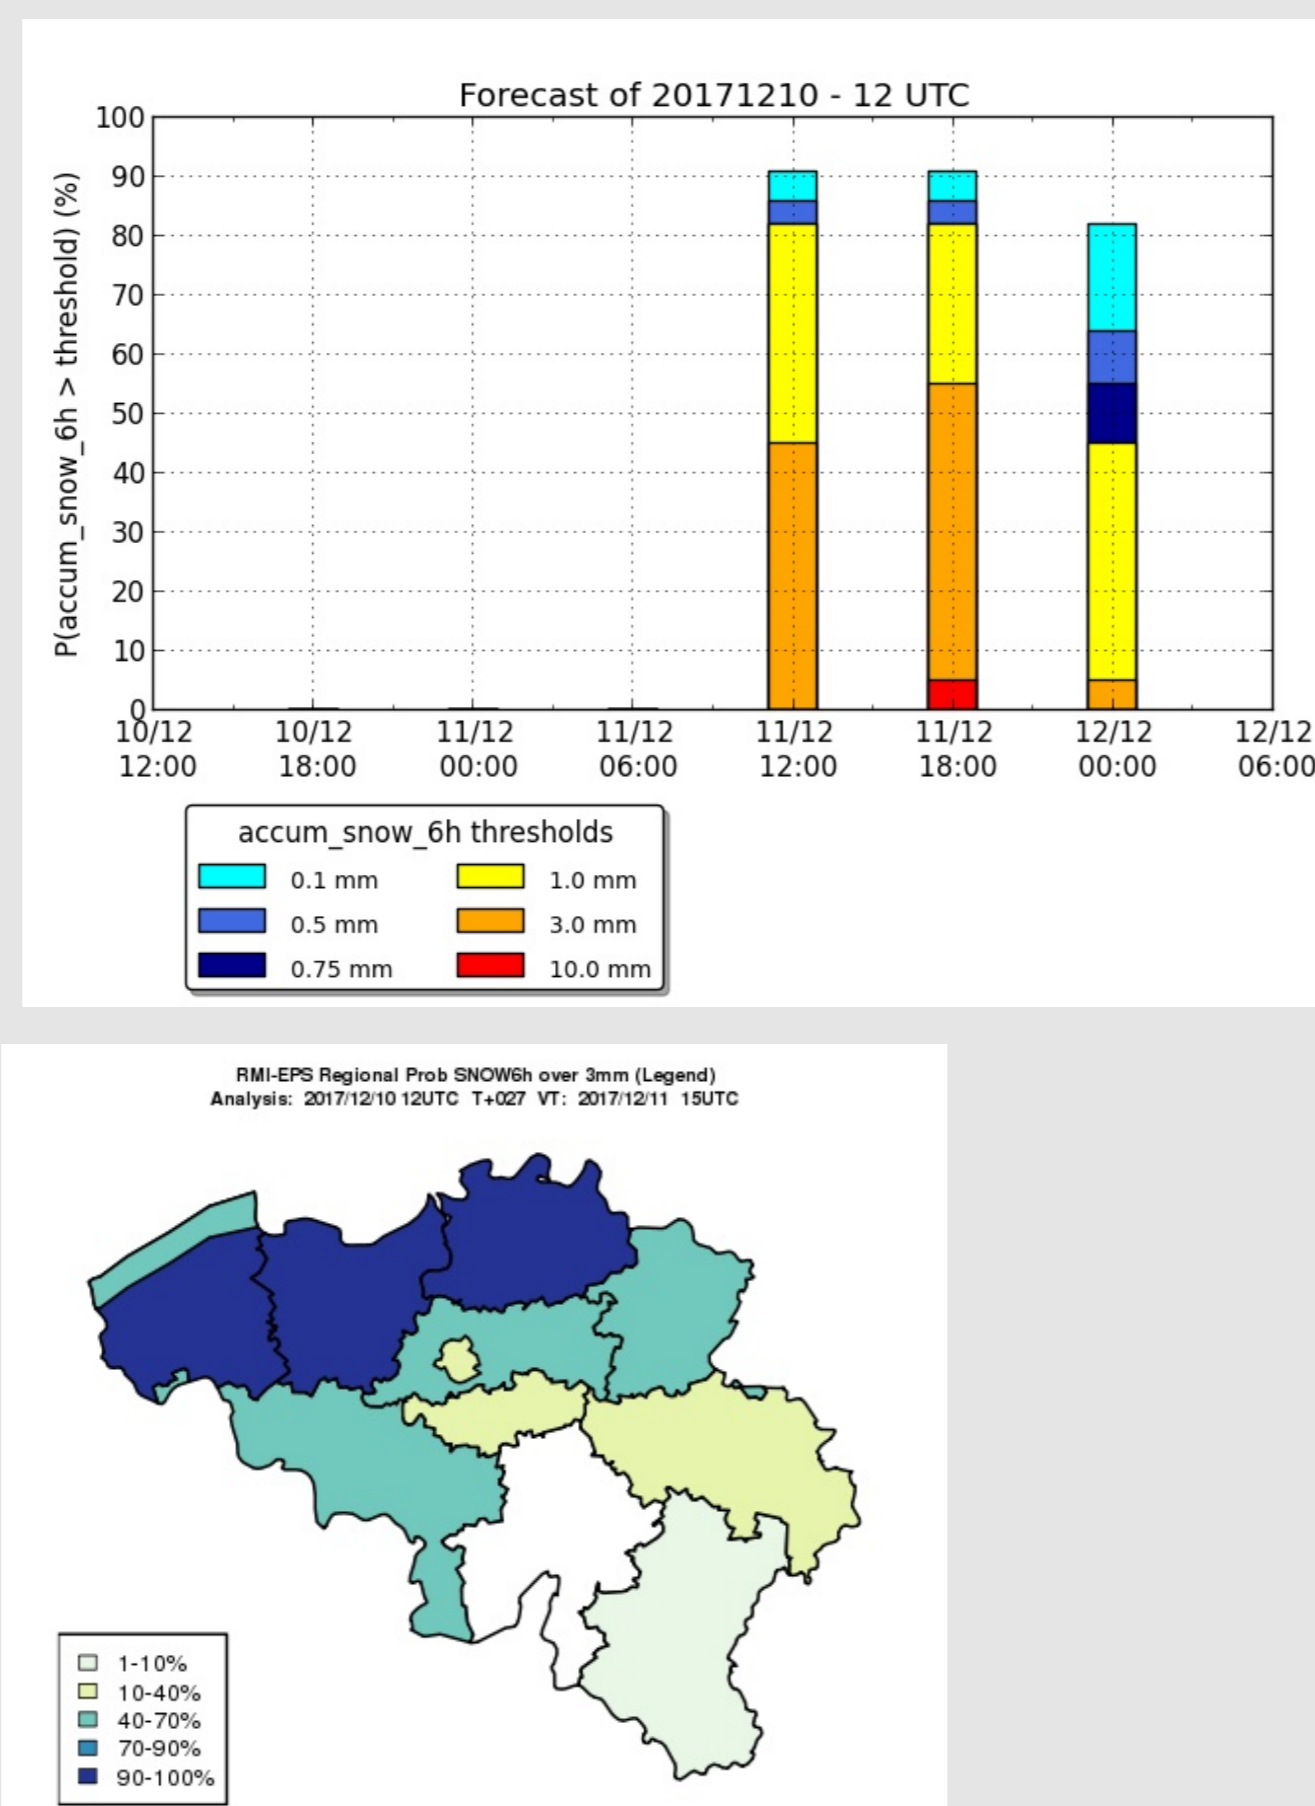 Forecast of 20171210 - 12 UTC
P(accum_snow_6h > threshold) (%)
100
90
80
70
60
50
40
30
20
10
0
10/12 10/12 11/12 11/12 11/12 11/12 12/12 12/12
12:00 18:00 00:00 06:00 12:00 18:00 00:00 06:00
accum_snow_6h thresholds
0.1 mm 1.0 mm
0.5 mm 3.0 mm
0.75 mm 10.0 mm
RMI-EPS Regional Prob SNOW6h over 3mm (Legend)
Analysis: 2017/12/10 12UTC T+027 VT: 2017/12/11 15UTC
1-10%
10-40%
40-70%
70-90%
90-100%